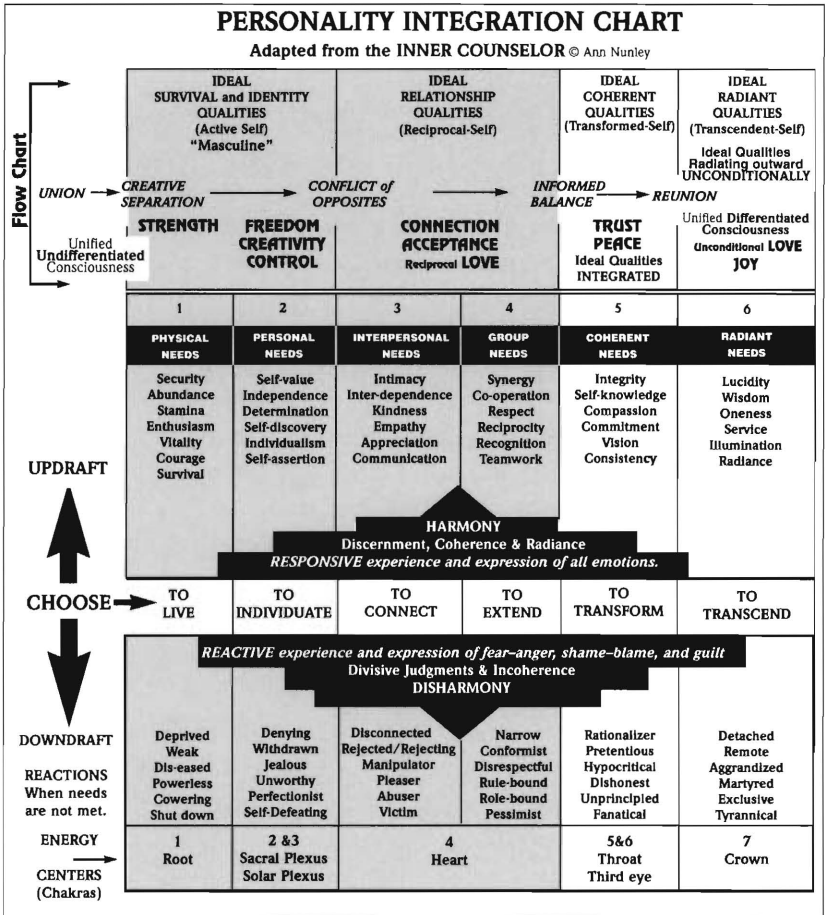 PERSONALITY INTEGRATION CHART
Adapted from the INNER COUNSELOR © Ann Nunley
Flow Chart
IDEAL
SURVIVAL and IDENTITY
QUALITIES
(Active Self)
"Masculine"
IDEAL
RELATIONSHIP
QUALITIES
(Reciprocal-Self)
IDEAL
COHERENT
QUALITIES
(Transformed-Self)
IDEAL
RADIANT
QUALITIES
(Transcendent-Self)
Ideal Qualities
Radiating outward
UNCONDITIONALLY
UNION
CREATIVE
SEPARATION
CONFLICT of
OPPOSITES
INFORMED
BALANCE
REUNION
Unified
Undifferentiated
Consciousness
STRENGTH
FREEDOM
CREATIVITY
CONTROL
CONNECTION
ACCEPTANCE
Reciprocal LOVE
TRUST
PEACE
Ideal Qualities
INTEGRATED
Unified Differentiated
Consciousness
Unconditional LOVE
JOY
1 2 3 4 5 6
PHYSICAL
NEEDS
PERSONAL
NEEDS
INTERPERSONAL
NEEDS
GROUP
NEEDS
COHERENT
NEEDS
RADIANT
NEEDS
Security
Abundance
Stamina
Enthusiasm
Vitality
Courage
Survival
Self-value
Independence
Determination
Self-discovery
Individualism
Self-assertion
Intimacy
Inter-dependence
Kindness
Empathy
Appreciation
Communication
Synergy
Co-operation
Respect
Reciprocity
Recognition
Teamwork
Integrity
Self-knowledge
Compassion
Commitment
Vision
Consistency
Lucidity
Wisdom
Oneness
Service
Illumination
Radiance
UPDRAFT
HARMONY
Discernment, Coherence & Radiance
RESPONSIVE experience and expression of all emotions.
CHOOSE
TO
LIVE
TO
INDIVIDUATE
TO
CONNECT
TO
EXTEND
TO
TRANSFORM
TO
TRANSCEND
REACTIVE experience and expression of fear-anger, shame-blame, and guilt
Divisive Judgments & Incoherence
DISHARMONY
DOWNDRAFT
REACTIONS
When needs
are not met.
Deprived
Weak
Dis-eased
Powerless
Cowering
Shut down
Denying
Withdrawn
Jealous
Unworthy
Perfectionist
Self-Defeating
Disconnected
Rejected/Rejecting
Manipulator
Pleaser
Abuser
Victim
Narrow
Conformist
Disrespectful
Rule-bound
Role-bound
Pessimist
Rationalizer
Pretentious
Hypocritical
Dishonest
Unprincipled
Fanatical
Detached
Remote
Aggrandized
Martyred
Exclusive
Tyrannical
ENERGY
CENTERS
(Chakras)
1
Root
2 &3
Sacral Plexus
Solar Plexus
4
Heart
5&6
Throat
Third eye
7
Crown